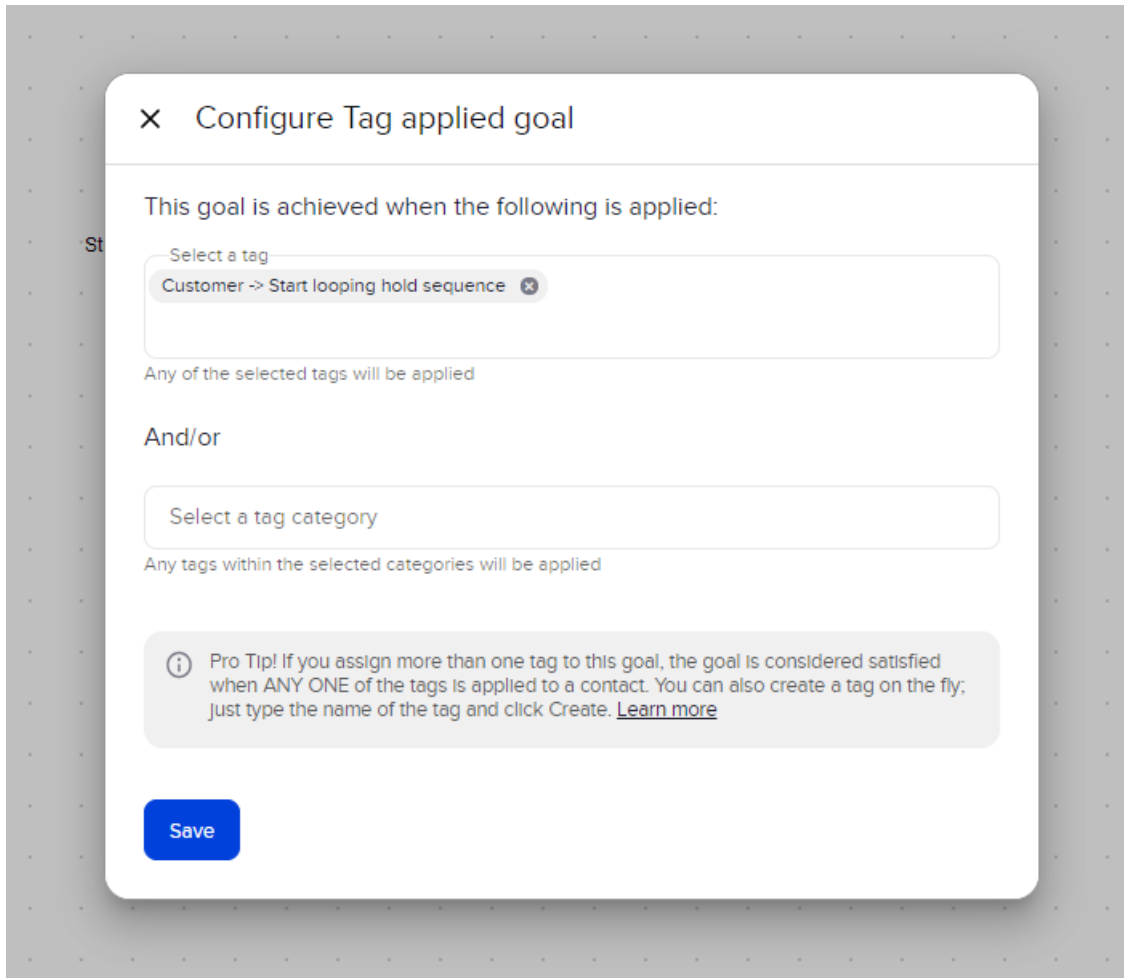 Configure Tag applied goal
This goal is achieved when the following is applied:
St
Select a tag
Customer -> Start looping hold sequence
Any of the selected tags will be applied
And/or
Select a tag category
Any tags within the selected categories will be applied
Pro Tip! If you assign more than one tag to this goal, the goal is considered satisfied
when ANY ONE of the tags is applied to a contact. You can also create a tag on the fly;
just type the name of the tag and click Create. Learn more
Save